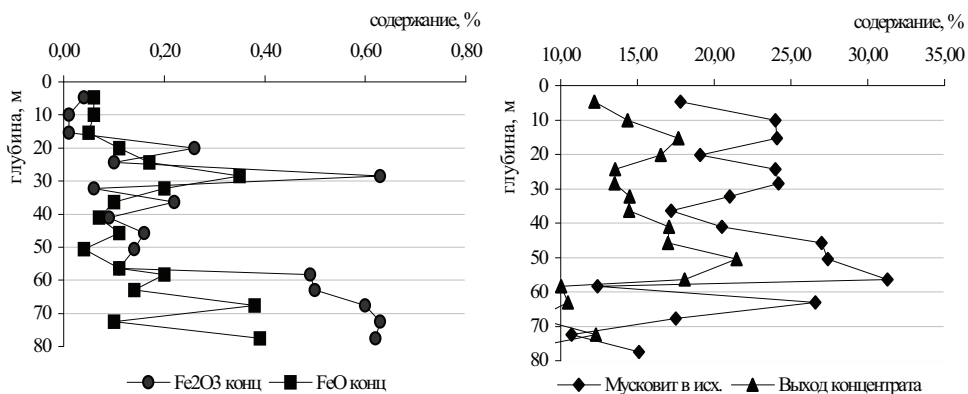 содержание, %
0,00 0,20 0,40 0,60 0,80
0
10
20
30
40
50
60
70
80
глубина, м
Fe2O3 конц FeO конц
содержание, %
10,00 15,00 20,00 25,00 30,00 35,00
0
10
20
30
40
50
60
70
80
глубина, м
Мусковит в исх. Выход концентрата